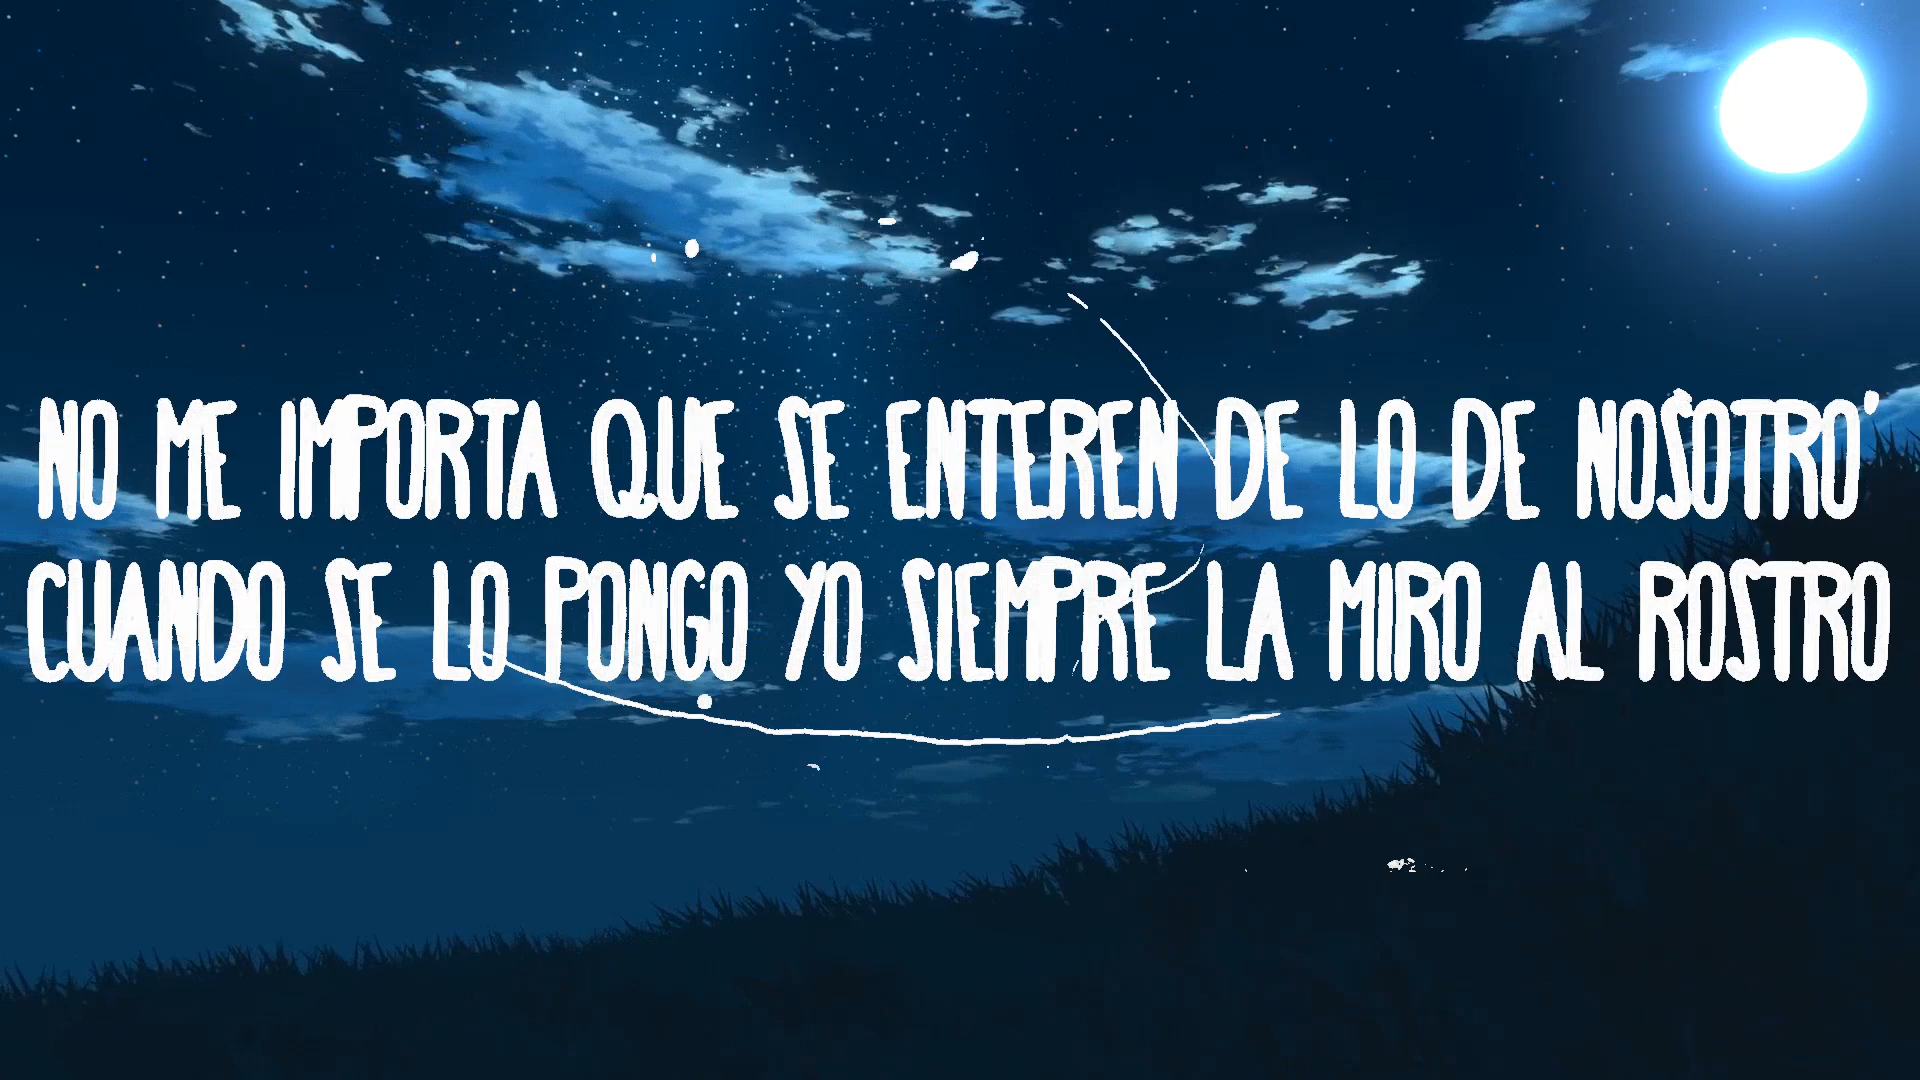 NO ME IMPORTA QUE SE ENTEREN DE LO DE NOSOTRO'
CUANDO SE LO PONGO YO SIEMPRE LA MIRO AL ROSTRO